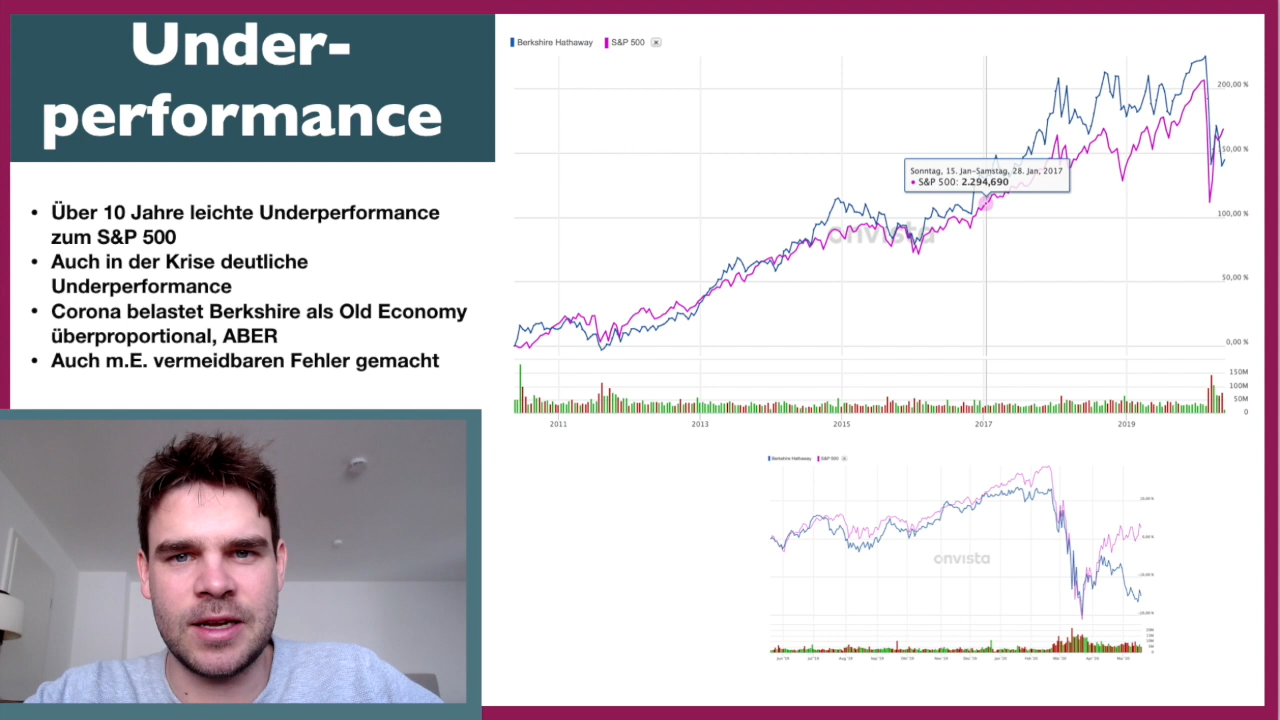 Under-
performance
• Über 10 Jahre leichte Underperformance
zum S&P 500
• Auch in der Krise deutliche
Underperformance
• Corona belastet Berkshire als Old Economy
überproportional, ABER
• Auch m.E. vermeidbaren Fehler gemacht
Berkshire Hathaway S&P 500
200,00 %
150,00 %
Sonntag, 15. Jan-Samstag, 28. Jan, 2017
• S&P 500: 2.294,690
100,00 %
onvista
50,00 %
0,00 %
150M
100M
50M
0
2011 2013 2015 2017 2019
Berkshire Hathaway S&P 500
onvista